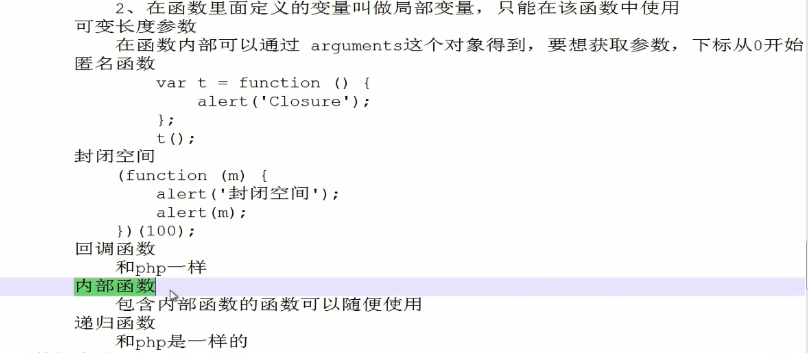 2、在函数里面定义的变量叫做局部变量，只能在该函数中使用
可变长度参数
在函数内部可以通过 arguments这个对象得到，要想获取参数，下标从0开始
匿名函数
var t = function () {
alert('Closure');
};
t();
封闭空间
(function (m) {
alert('封闭空间');
alert(m);
})(100);
回调函数
和php一样
内部函数
包含内部函数的函数可以随便使用
递归函数
和php是一样的